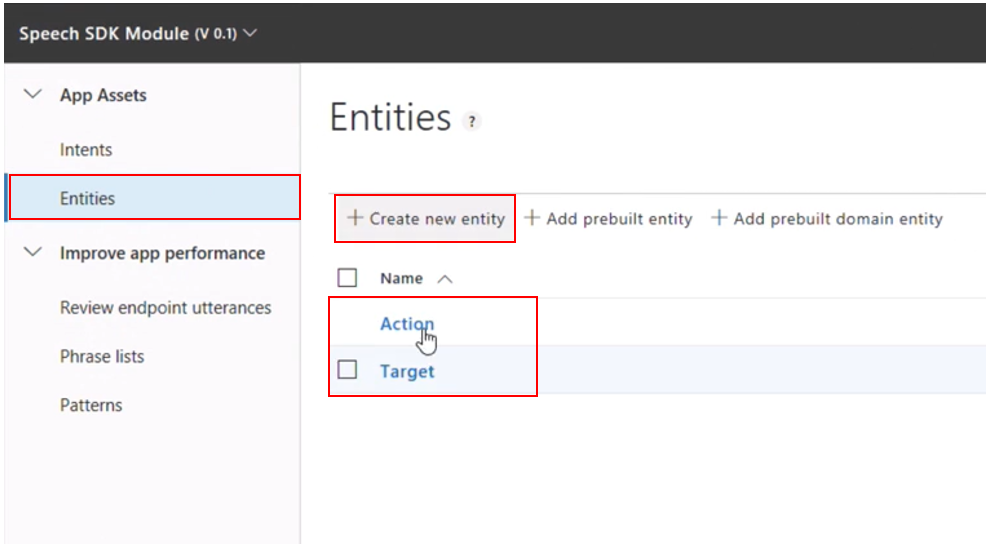 Speech SDK Module (V 0.1)
App Assets
Intents
Entities
Improve app performance
Review endpoint utterances
Phrase lists
Patterns
Entities ?
+ Create new entity + Add prebuilt entity + Add prebuilt domain entity
Name
Action
Target